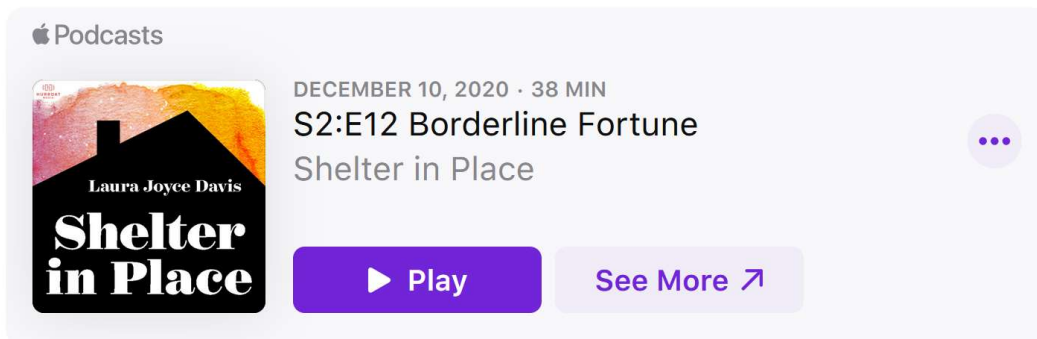 Podcasts
DECEMBER 10, 2020 · 38 MIN
S2:E12 Borderline Fortune
Shelter in Place
Laura Joyce Davis
Shelter
in Place
Play
See More